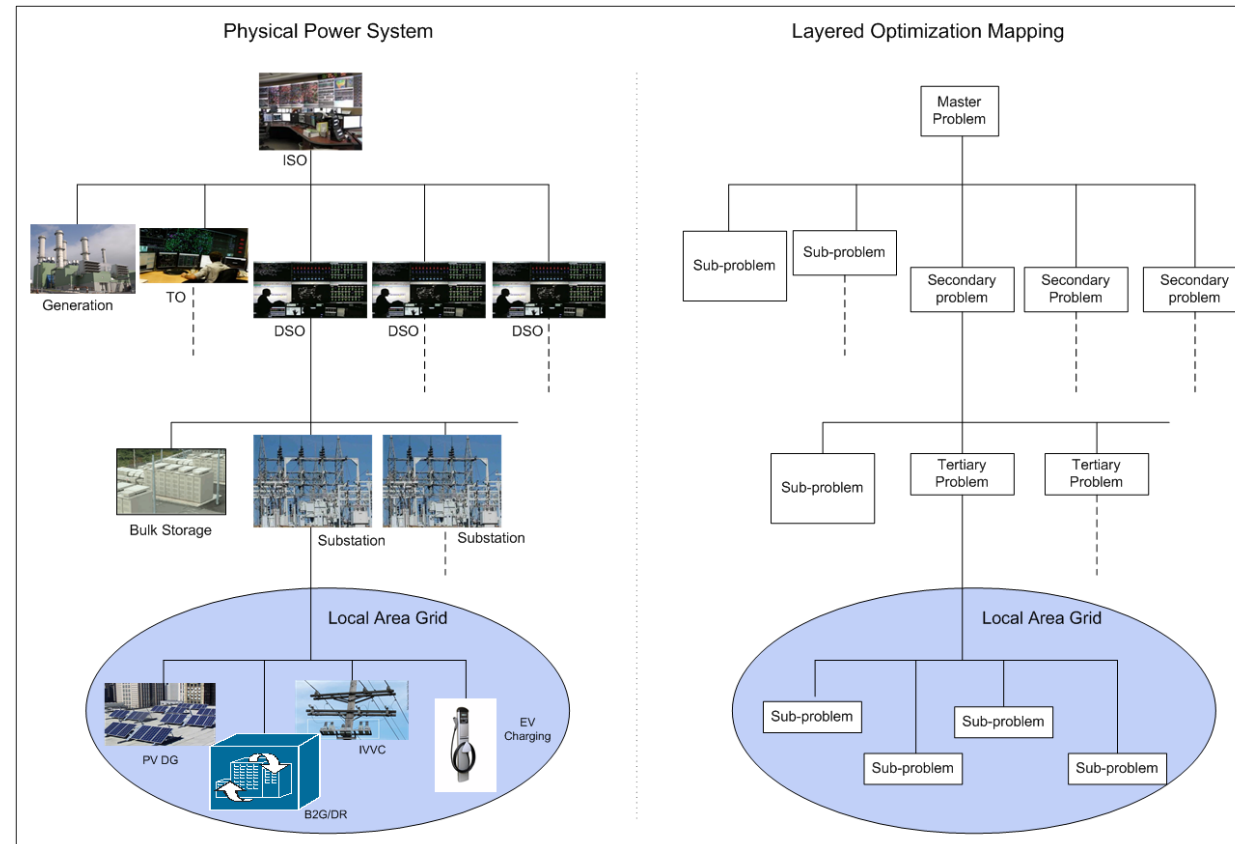 Physical Power System
Layered Optimization Mapping
ISO
Generation
TO
DSO
DSO
DSO
Bulk Storage
Substation
Substation
Local Area Grid
PV DG
B2G/DR
IVVC
EV
Charging
Master
Problem
Sub-problem
Sub-problem
Secondary
problem
Secondary
Problem
Secondary
problem
Sub-problem
Tertiary
Problem
Tertiary
Problem
Local Area Grid
Sub-problem
Sub-problem
Sub-problem
Sub-problem